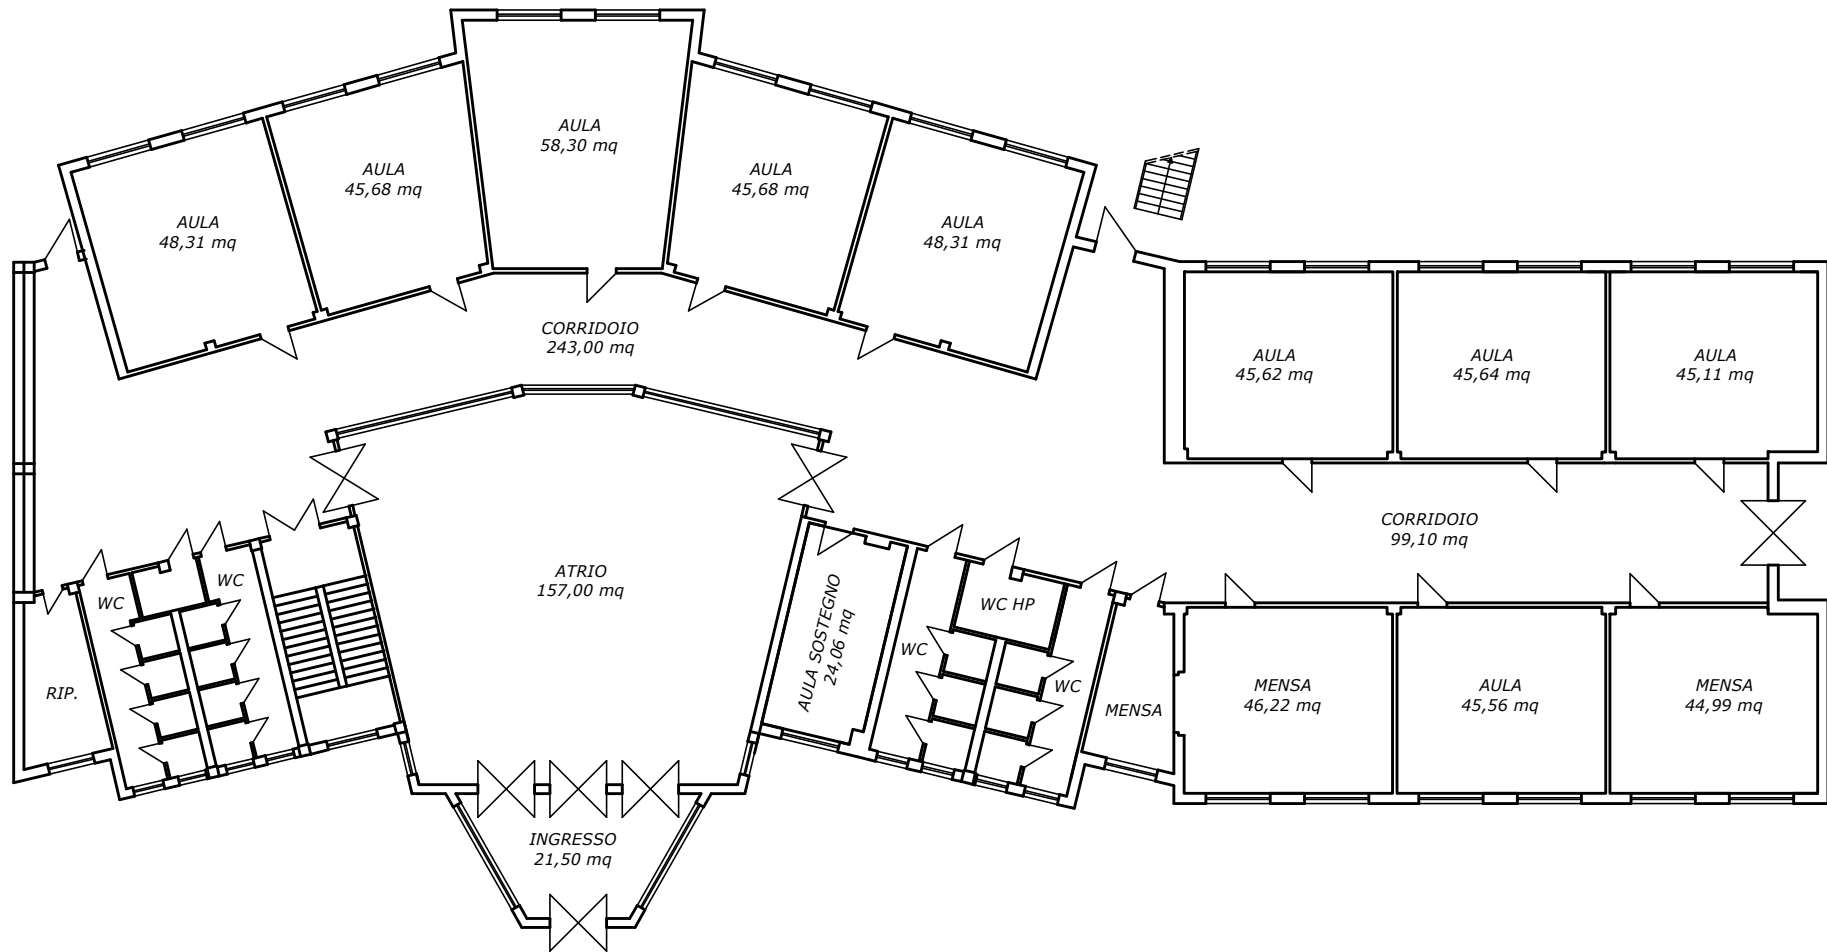 AULA
58,30 mq
AULA
45,68 mq
AULA
45,68 mq
AULA
48,31 mq
AULA
48,31 mq
CORRIDOIO
243,00 mq
AULA
45,62 mq
AULA
45,64 mq
AULA
45,11 mq
CORRIDOIO
99,10 mq
ATRIO
157,00 mq
WC
WC
WC HP
AULA SOSTEGNO
24,06 mq
WC
WC
RIP.
MENSA
MENSA
46,22 mq
AULA
45,56 mq
MENSA
44,99 mq
INGRESSO
21,50 mq